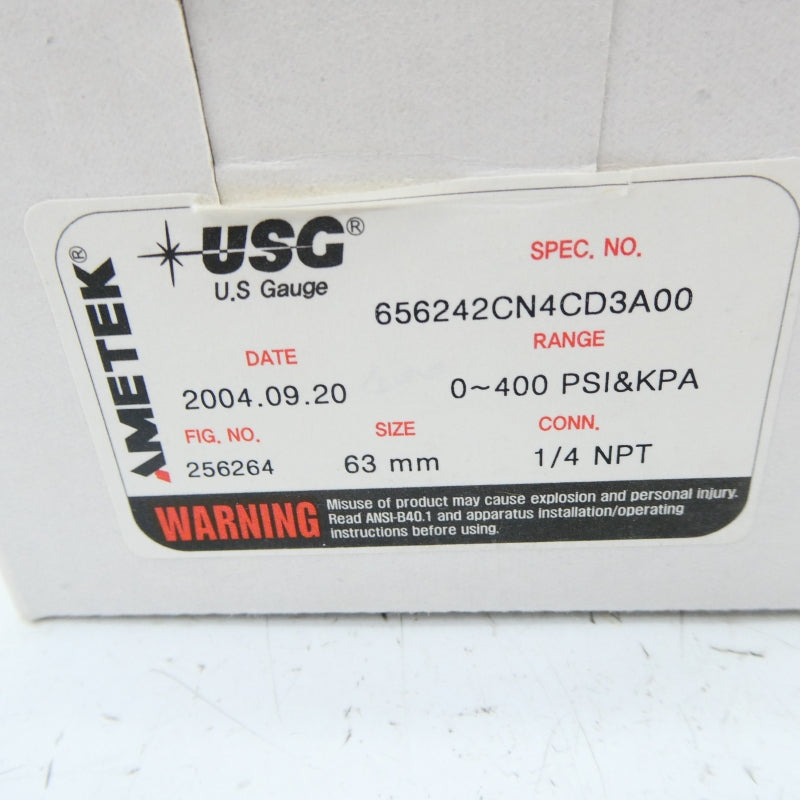 AMETEK®
USG®
U.S Gauge
SPEC. NO.
656242CN4CD3A00
DATE
RANGE
2004.09.20
0~400 PSI&KPA
FIG. NO.
SIZE
CONN.
256264
63 mm
1/4 NPT
WARNING
Misuse of product may cause explosion and personal injury.
Read ANSI-B40.1 and apparatus installation/operating
instructions before using.